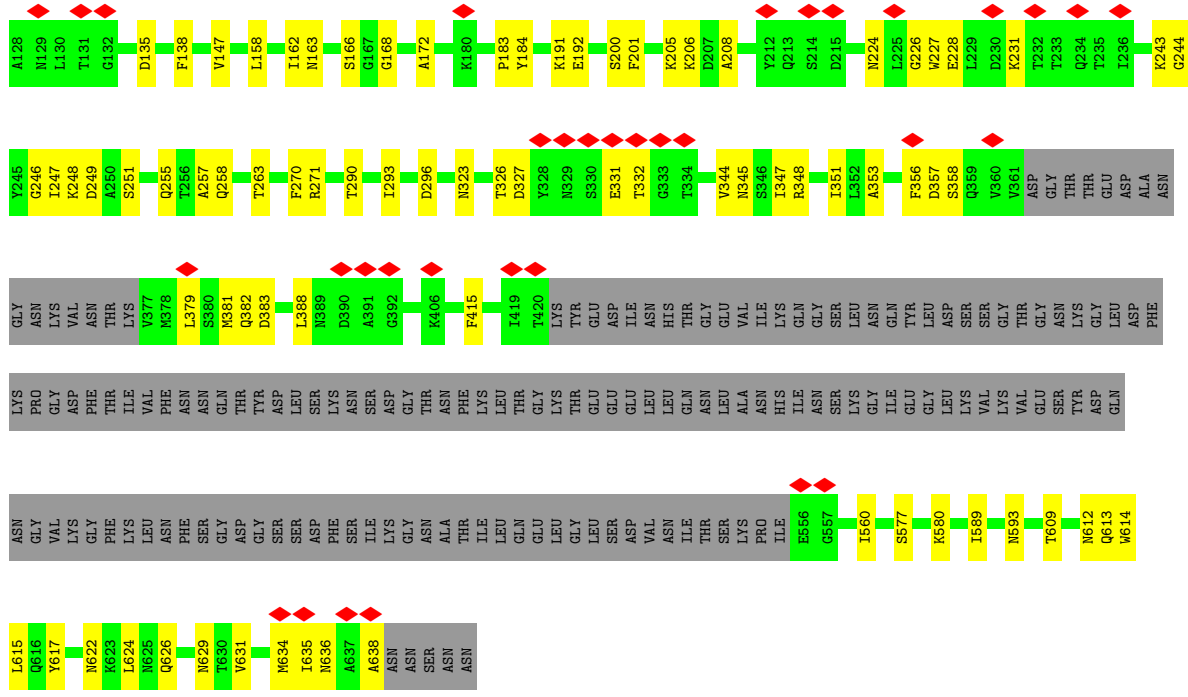 A128 N129 L130 T131 G132 D135 F138 V147 L158 I162 N163 S166 G167 G168 A172 K180 P183 Y184 K191 E192 S200 F201 K205 K206 D207 A208 Y212 Q213 S214 D215 N224 L225 G226 W227 E228 L229 D230 K231 T232 T233 Q234 T235 I236 K243 G244
Y245 G246 I247 K248 D249 A250 S251 Q255 T256 A257 Q258 T263 F270 R271 T290 I293 D296 N323 T326 D327 Y328 N329 S330 E331 T332 G333 T334 V344 N345 S346 I347 R348 I351 L352 A353 F356 D357 S358 Q359 V360 V361 ASP GLY THR THR GLU ASP ALA ASN
GLY ASN LYS VAL ASN THR LYS V377 M378 L379 S380 M381 Q382 D383 L388 N389 D390 A391 G392 K406 F415 I419 T420 LYS TYR GLU ASP ILE ASN HIS THR GLY GLU VAL ILE LYS GLN GLY SER LEU ASN GLN TYR LEU ASP SER SER GLY THR GLY ASN LYS GLY LEU ASP PHE
LYS PRO GLY ASP PHE THR ILE VAL PHE ASN ASN GLN THR TYR ASP LEU SER LYS ASN SER ASP GLY THR ASN PHE LYS LEU THR GLY LYS THR GLU GLU GLU LEU LEU GLN ASN LEU ALA ASN HIS ILE ASN SER LYS GLY ILE GLU GLY LEU LYS VAL LYS VAL GLU SER TYR ASP GLN
ASN GLY VAL LYS GLY PHE LYS LEU ASN PHE SER GLY ASP GLY SER SER ASP PHE SER ILE LYS GLY ASN ALA THR ILE LEU GLN GLU LEU GLY LEU SER ASP VAL ASN ILE THR SER LYS PRO ILE E556 G557 I560 S577 K580 I589 N593 T609 N612 Q613 W614
L615 Q616 Y617 N622 K623 L624 N625 Q626 N629 T630 V631 M634 I635 N636 A637 A638 ASN ASN SER ASN ASN